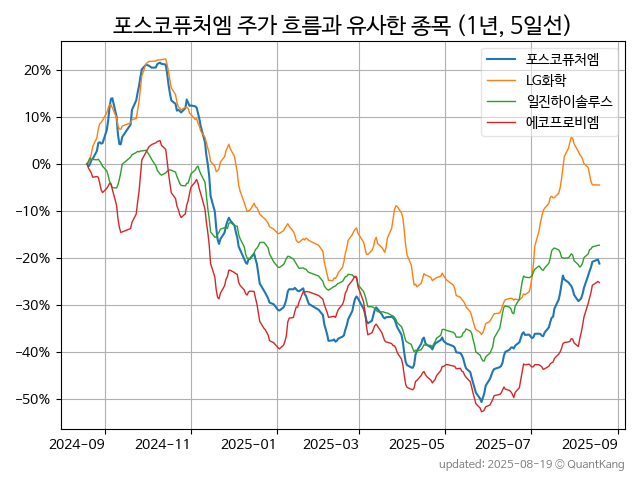 포스코퓨처엠 주가 흐름과 유사한 종목 (1년, 5일선)
포스코퓨처엠
LG화학
일진하이솔루스
에코프로비엠
20%
10%
0%
−10%
−20%
−30%
−40%
−50%
2024-09 2024-11 2025-01 2025-03 2025-05 2025-07 2025-09
updated: 2025-08-19 © QuantKang